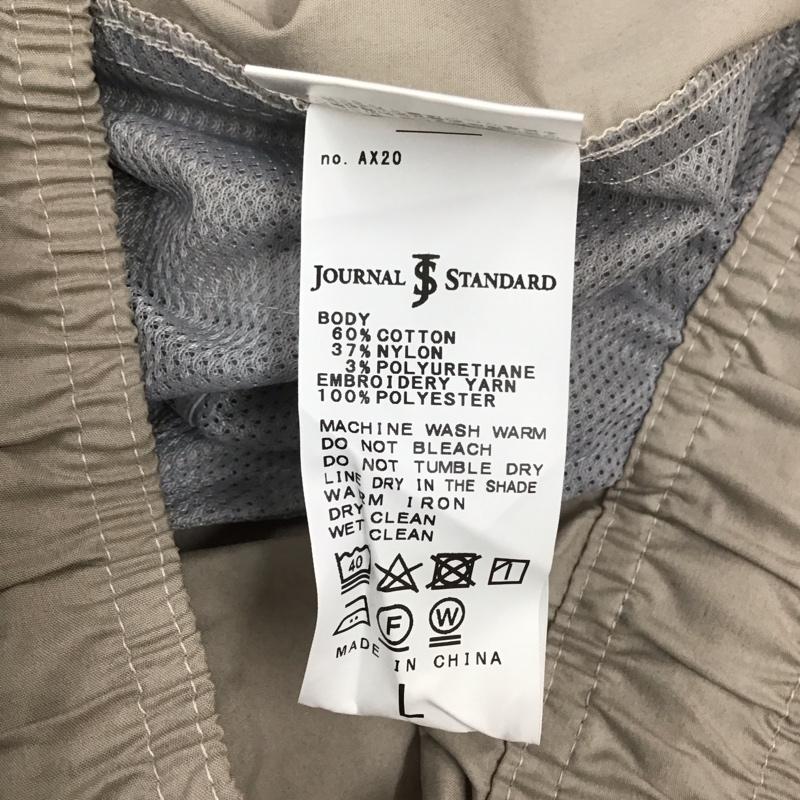 no. AX20
JOURNAL JS STANDARD
BODY
60% COTTON
37% NYLON
3% POLYURETHANE
EMBROIDERY YARN
100% POLYESTER
MACHINE WASH WARM
DO NOT BLEACH
DO NOT TUMBLE DRY
LINE DRY IN THE SHADE
WARM IRON
DRY CLEAN
WET CLEAN
40
F W
MADE IN CHINA
L